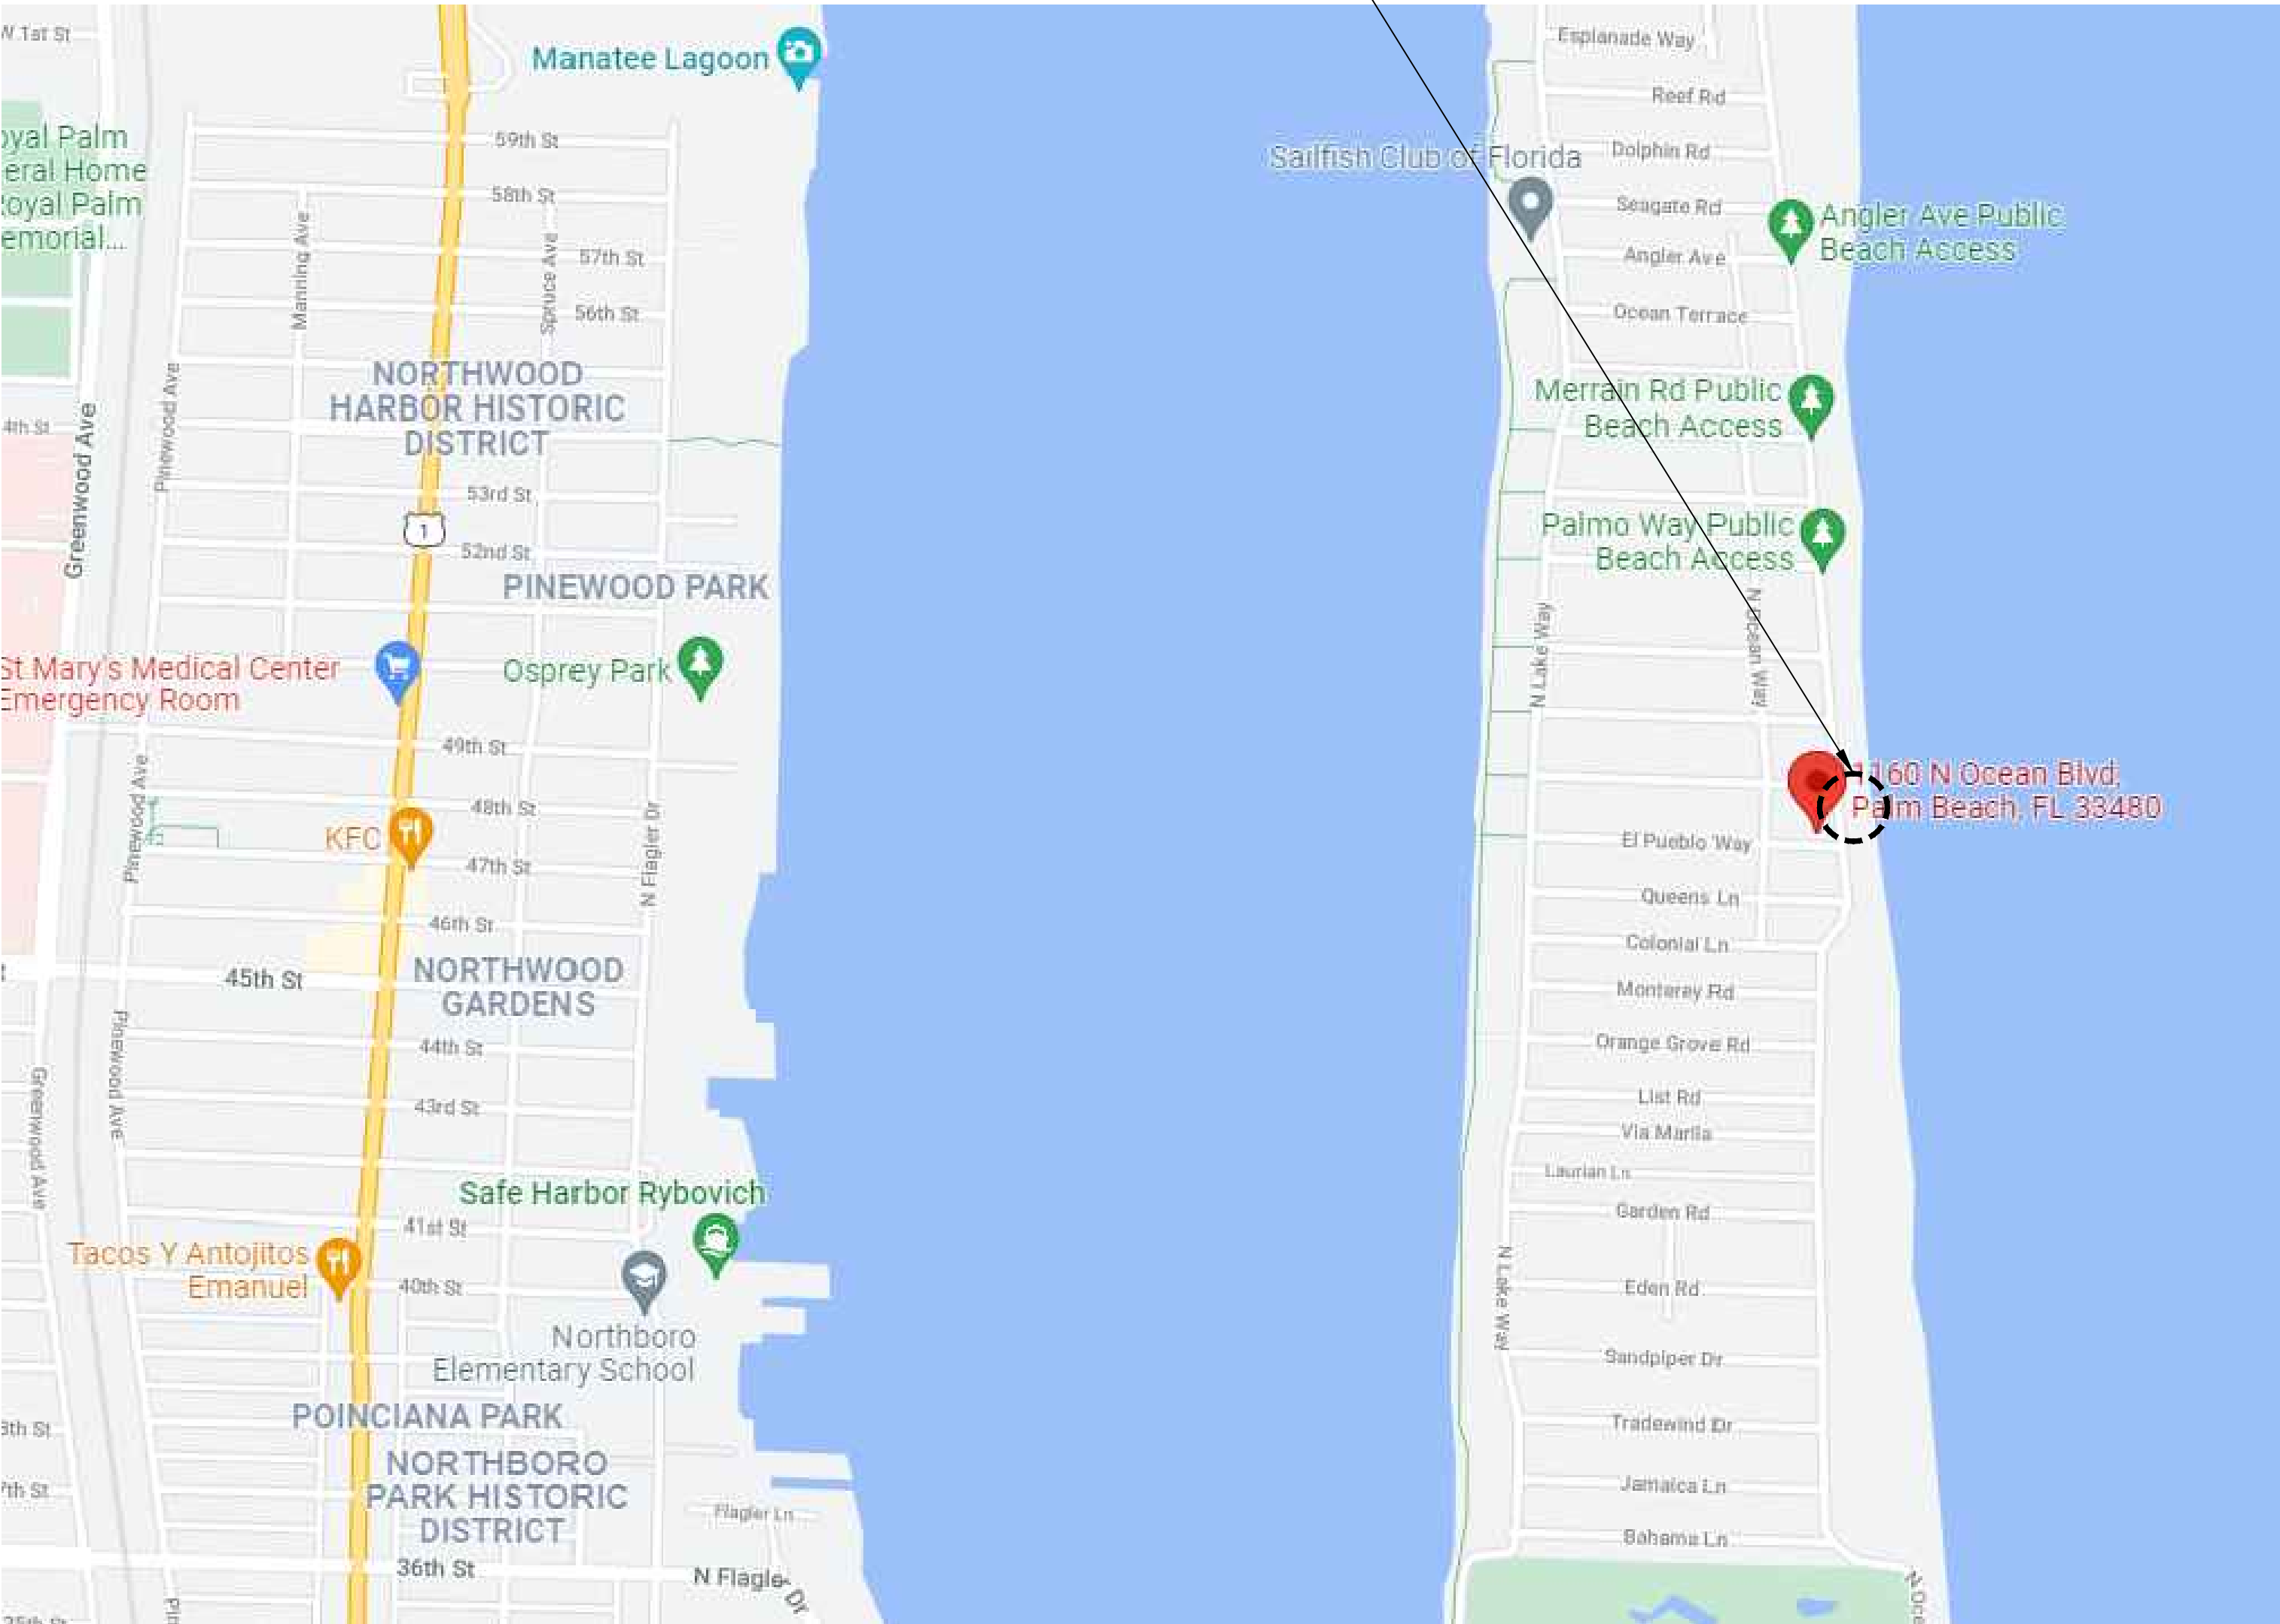 W 1st St
Manatee Lagoon
59th St
58th St
57th St
56th St
oyal Palm
eral Home
Royal Palm
emorial...
Manning Ave
Spruce Ave
Pinewood Ave
Greenwood Ave
NORTHWOOD
HARBOR HISTORIC
DISTRICT
4th St
53rd St
1
52nd St
PINEWOOD PARK
St Mary's Medical Center
Emergency Room
Osprey Park
49th St
Pinewood Ave
48th St
N Flagler Dr
KFC
47th St
46th St
45th St
NORTHWOOD
GARDENS
Pinewood Ave
44th St
Greenwood Ave
43rd St
Safe Harbor Rybovich
41st St
Tacos Y Antojitos
Emanuel
40th St
Northboro
Elementary School
POINCIANA PARK
8th St
NORTHBORO
PARK HISTORIC
DISTRICT
7th St
Flagler Ln
36th St
N Flagler Dr
Esplanade Way
Reef Rd
Sailfish Club of Florida
Dolphin Rd
Seagate Rd
Angler Ave Public
Beach Access
Angler Ave
Ocean Terrace
Merrain Rd Public
Beach Access
Palmo Way Public
Beach Access
N Lake Way
N Ocean Way
1160 N Ocean Blvd,
Palm Beach, FL 33480
El Pueblo Way
Queens Ln
Colonial Ln
Monterey Rd
Orange Grove Rd
List Rd
Via Marila
Laurian Ln
Garden Rd
N Lake Way
Eden Rd
Sandpiper Dr
Tradewind Dr
Jamaica Ln
Bahama Ln
N Oce